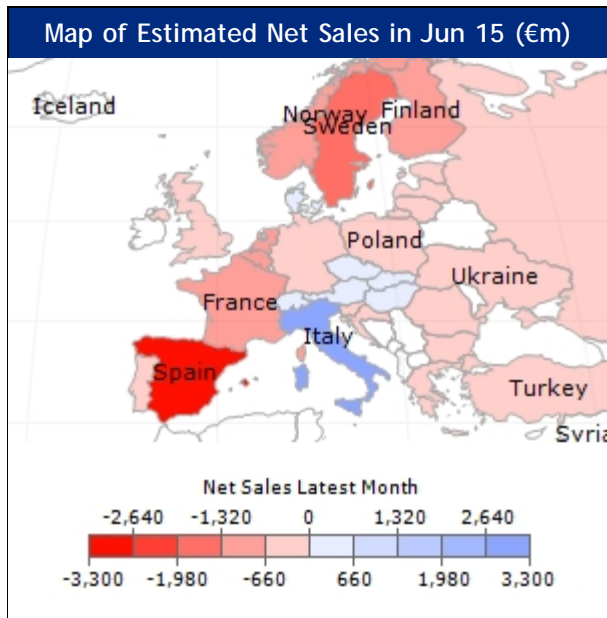 Map of Estimated Net Sales in Jun 15 (€m)
Iceland
Norway
Finland
Sweden
Poland
Ukraine
France
Italy
Spain
Turkey
Syria
Net Sales Latest Month
-2,640 -1,320 0 1,320 2,640
-3,300 -1,980 -660 660 1,980 3,300